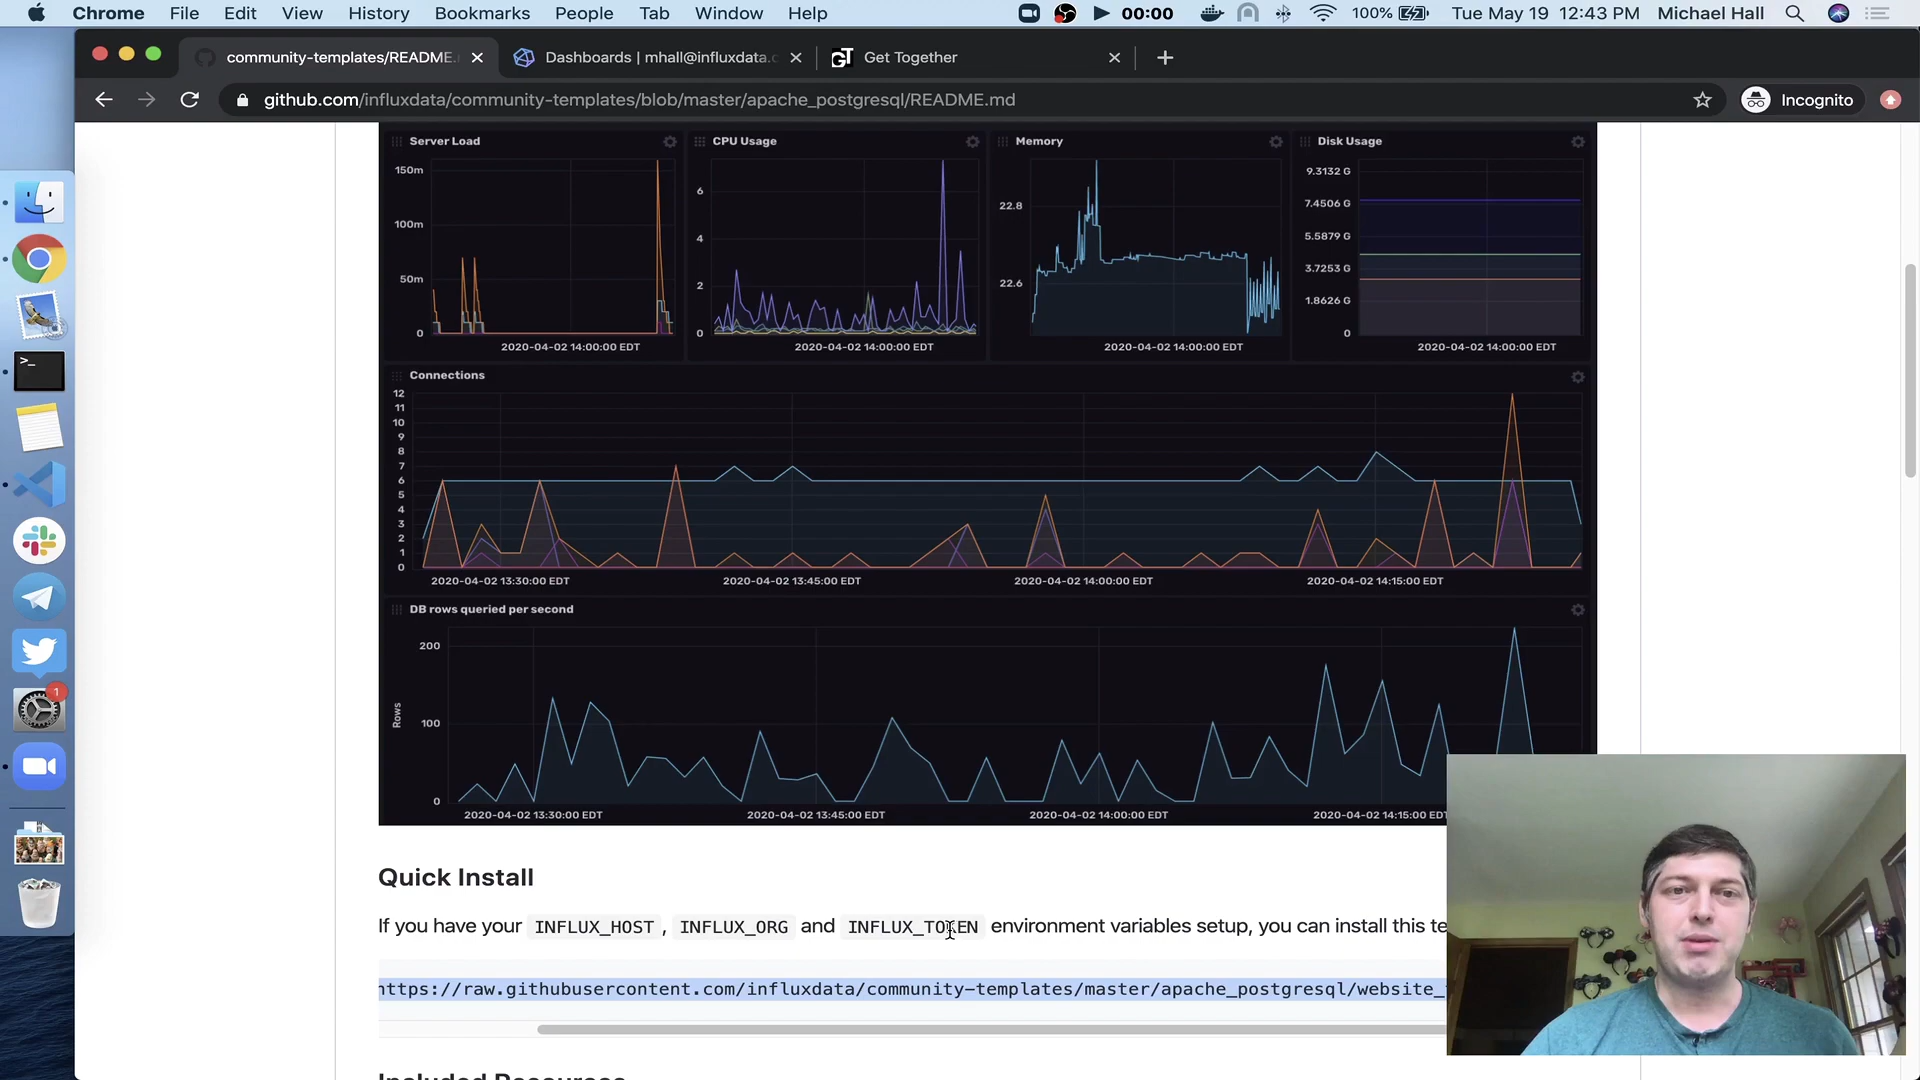 Chrome File Edit View History Bookmarks People Tab Window Help 00:00 100% Tue May 19 12:43 PM Michael Hall
community-templates/README. Dashboards | mhall@influxdata.c GT Get Together
github.com/influxdata/community-templates/blob/master/apache_postgresql/README.md Incognito
Server Load CPU Usage Memory Disk Usage
150m
100m
50m
0
2020-04-02 14:00:00 EDT
6
4
2
0
2020-04-02 14:00:00 EDT
22.8
22.6
2020-04-02 14:00:00 EDT
9.3132 G
7.4506 G
5.5879 G
3.7253 G
1.8626 G
0
2020-04-02 14:00:00 EDT
Connections
12
11
10
9
8
7
6
5
4
3
2
1
0
2020-04-02 13:30:00 EDT 2020-04-02 13:45:00 EDT 2020-04-02 14:00:00 EDT 2020-04-02 14:15:00 EDT
DB rows queried per second
Rows
200
100
0
2020-04-02 13:30:00 EDT 2020-04-02 13:45:00 EDT 2020-04-02 14:00:00 EDT 2020-04-02 14:15:00 EDT
Quick Install
If you have your INFLUX_HOST, INFLUX_ORG and INFLUX_TOKEN environment variables setup, you can install this te
https://raw.githubusercontent.com/influxdata/community-templates/master/apache_postgresql/website_
Included Resources
>_
1